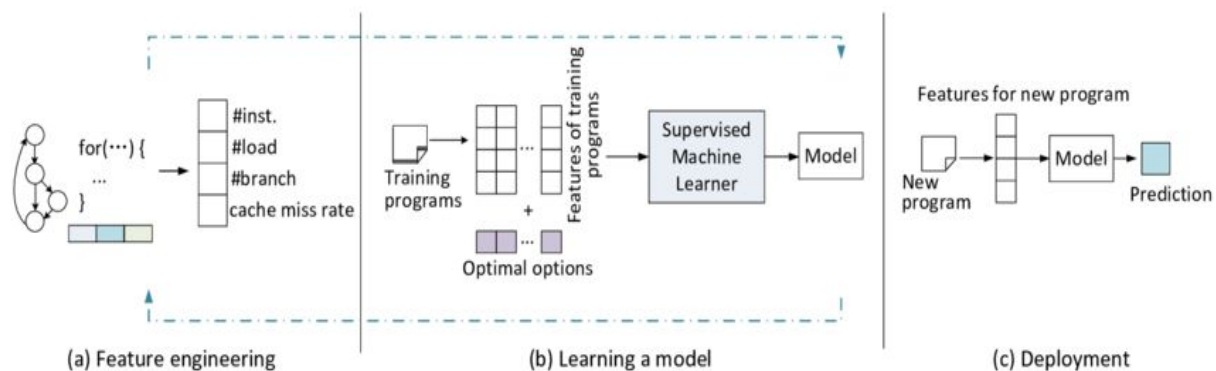 for(···) {
...
}
#inst.
#load
#branch
cache miss rate
(a) Feature engineering
Training
programs
...
Features of training
programs
+
...
Optimal options
Supervised
Machine
Learner
Model
(b) Learning a model
Features for new program
New
program
Model
Prediction
(c) Deployment